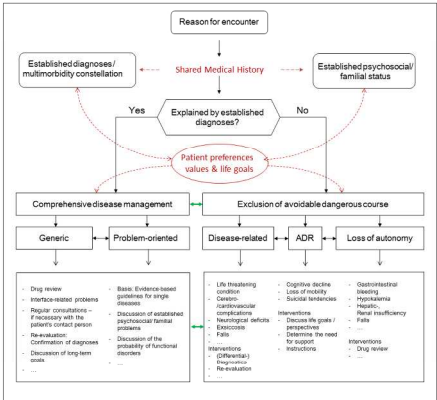 Reason for encounter
Established diagnoses/
multimorbidity constellation
Shared Medical History
Established psychosocial/
familial status
Yes
Explained by established
diagnoses?
No
Patient preferences
values & life goals
Comprehensive disease management
Exclusion of avoidable dangerous course
Generic
Problem-oriented
Disease-related
ADR
Loss of autonomy
- Drug review
- Interface-related problems
- Regular consultations –
if necessary with the
patient's contact person
- Re-evaluation:
Confirmation of diagnoses
- Discussion of long-term
goals
- …
- Basis: Evidence-based
guidelines for single
diseases
- Discussion of established
psychosocial/familial
problems
- Discussion of the
probability of functional
disorders
- …
- Life threatening
condition
- Cerebro-
/cardiovascular
complications
- Neurological deficits
- Exsiccosis
- Falls
- …
Interventions
- (Differential-)
Diagnostics
- Re-evaluation
- …
- Cognitive decline
- Loss of mobility
- Suicidal tendencies
Interventions
- Discuss life goals /
perspectives
- Determine the need
for support
- Instructions
- Gastrointestinal
bleeding,
- Hypokalemia
- Hepatic-,
Renal insufficiency
- Falls
- …
Interventions
- Drug review
- …